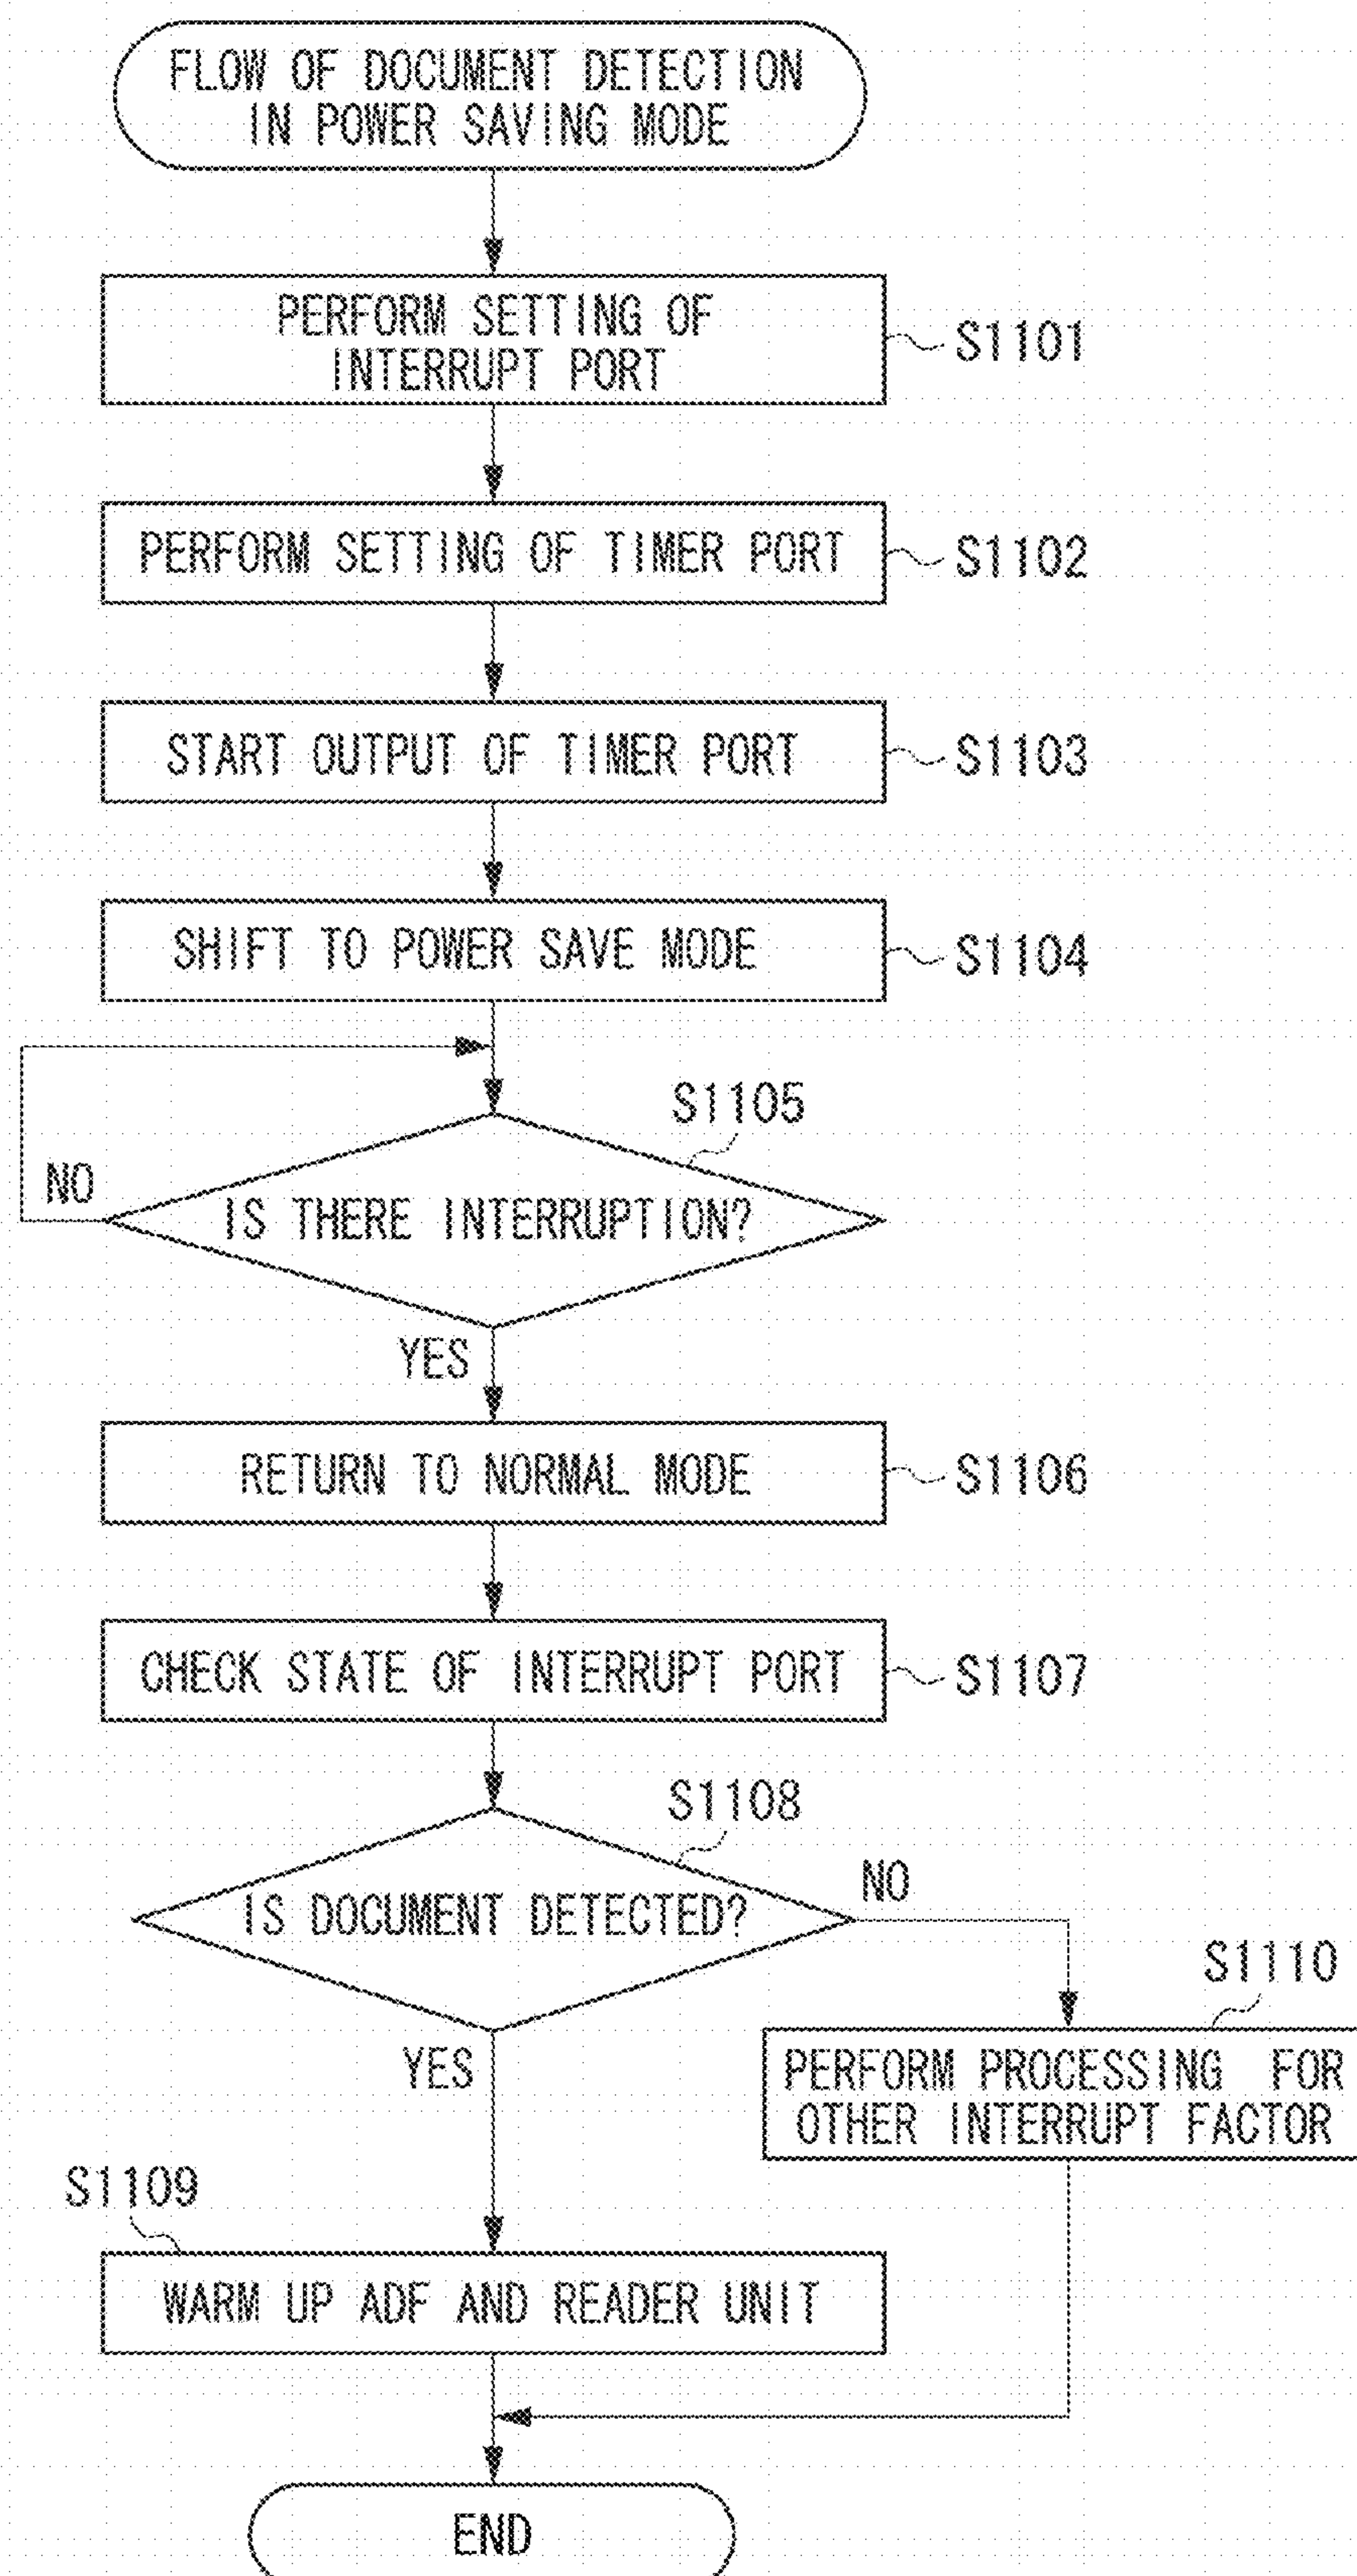 FLOW OF DOCUMENT DETECTION
IN POWER SAVING MODE
PERFORM SETTING OF
INTERRUPT PORT
S1101
PERFORM SETTING OF TIMER PORT
S1102
START OUTPUT OF TIMER PORT
S1103
SHIFT TO POWER SAVE MODE
S1104
S1105
NO
IS THERE INTERRUPTION?
YES
RETURN TO NORMAL MODE
S1106
CHECK STATE OF INTERRUPT PORT
S1107
S1108
NO
IS DOCUMENT DETECTED?
S1110
YES
PERFORM PROCESSING FOR
OTHER INTERRUPT FACTOR
S1109
WARM UP ADF AND READER UNIT
END